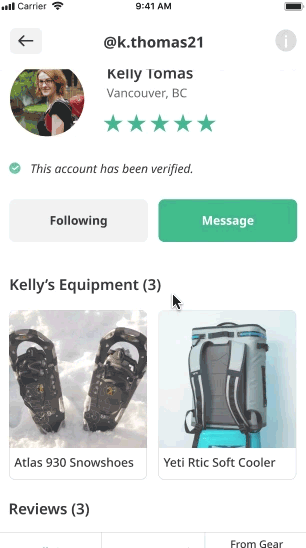 Carrier 9:41 AM
@k.thomas21
i
Kelly Tomas
Vancouver, BC
This account has been verified.
Following
Message
Kelly’s Equipment (3)
Atlas 930 Snowshoes
Yeti Rtic Soft Cooler
Reviews (3)
From Gear